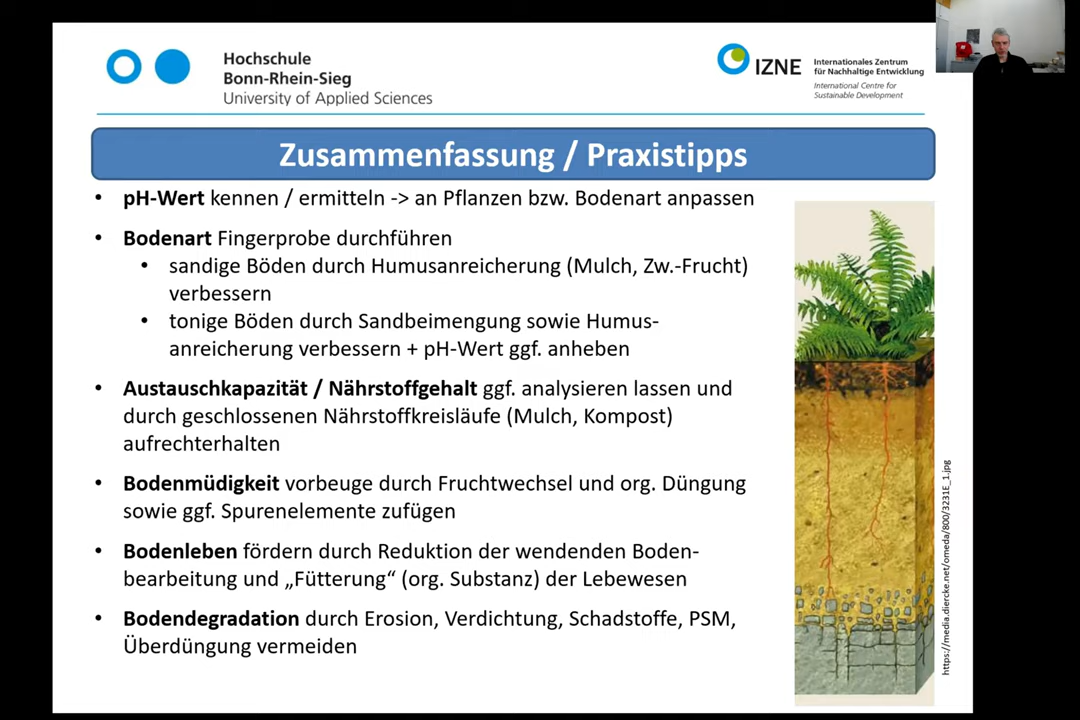 Hochschule
Bonn-Rhein-Sieg
University of Applied Sciences
IZNE
Internationales Zentrum
für Nachhaltige Entwicklung
International Centre for
Sustainable Development
Zusammenfassung / Praxistipps
• pH-Wert kennen / ermitteln -> an Pflanzen bzw. Bodenart anpassen
• Bodenart Fingerprobe durchführen
• sandige Böden durch Humusanreicherung (Mulch, Zw.-Frucht)
verbessern
• tonige Böden durch Sandbeimengung sowie Humus-
anreicherung verbessern + pH-Wert ggf. anheben
• Austauschkapazität / Nährstoffgehalt ggf. analysieren lassen und
durch geschlossenen Nährstoffkreisläufe (Mulch, Kompost)
aufrechterhalten
• Bodenmüdigkeit vorbeuge durch Fruchtwechsel und org. Düngung
sowie ggf. Spurenelemente zufügen
• Bodenleben fördern durch Reduktion der wendenden Boden-
bearbeitung und „Fütterung“ (org. Substanz) der Lebewesen
• Bodendegradation durch Erosion, Verdichtung, Schadstoffe, PSM,
Überdüngung vermeiden
https://media.diercke.net/omeda/800/3231E_1.jpg